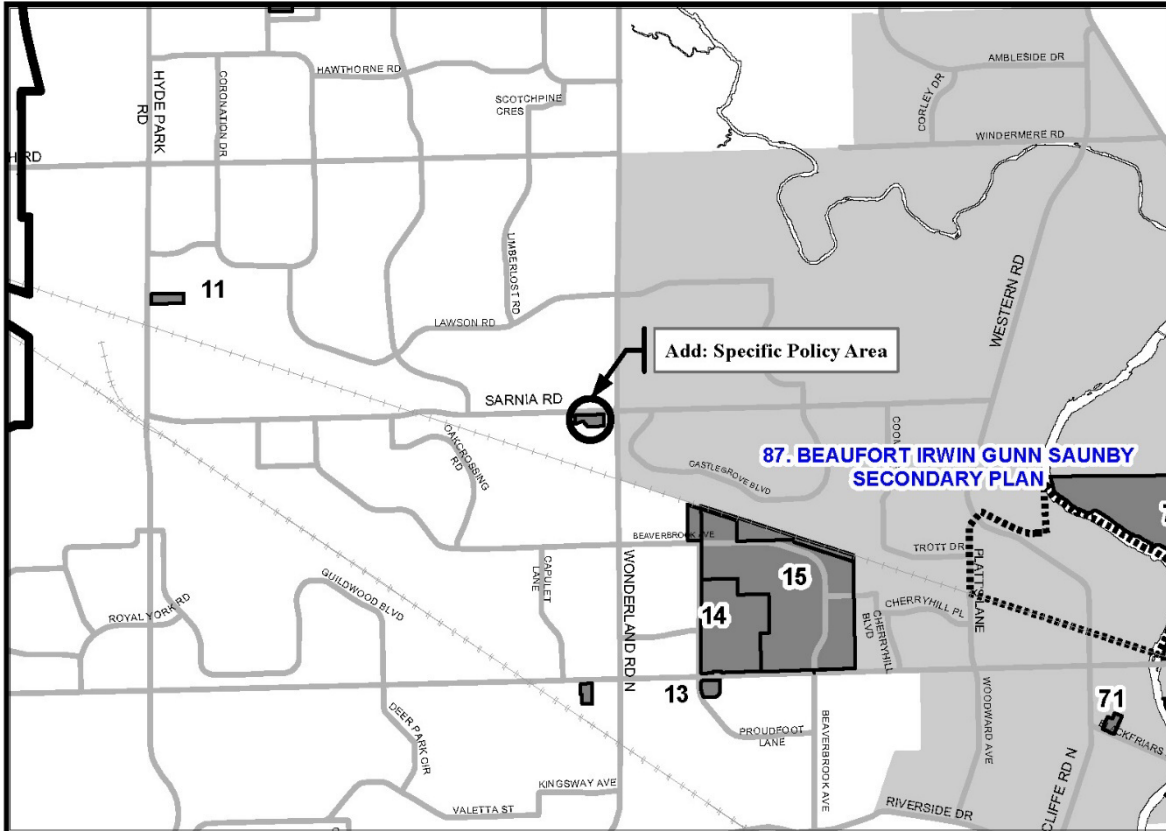 HAWTHORNE RD
AMBLESIDE DR
HYDE PARK
RD
CORONATION DR
SCOTCHPINE
CRES
CORLEY DR
WINDERMERE RD
H RD
LIMBERLOST RD
WESTERN RD
11
LAWSON RD
Add: Specific Policy Area
SARNIA RD
OAKCROSSING
RD
87. BEAUFORT IRWIN GUNN SAUNBY
SECONDARY PLAN
CASTLEGROVE BLVD
BEAVERBROOK AVE
TROTT DR
PLATTS LANE
CAPULET
LANE
WONDERLAND RD N
15
14
CHERRYHILL PL
CHERRYHILL
BLVD
GUILDWOOD BLVD
ROYAL YORK RD
13
71
WOODWARD AVE
DEER PARK CIR
PROUDFOOT
LANE
BEAVERBROOK AVE
KINGSWAY AVE
VALETTA ST
RIVERSIDE DR
CLIFFE RD N